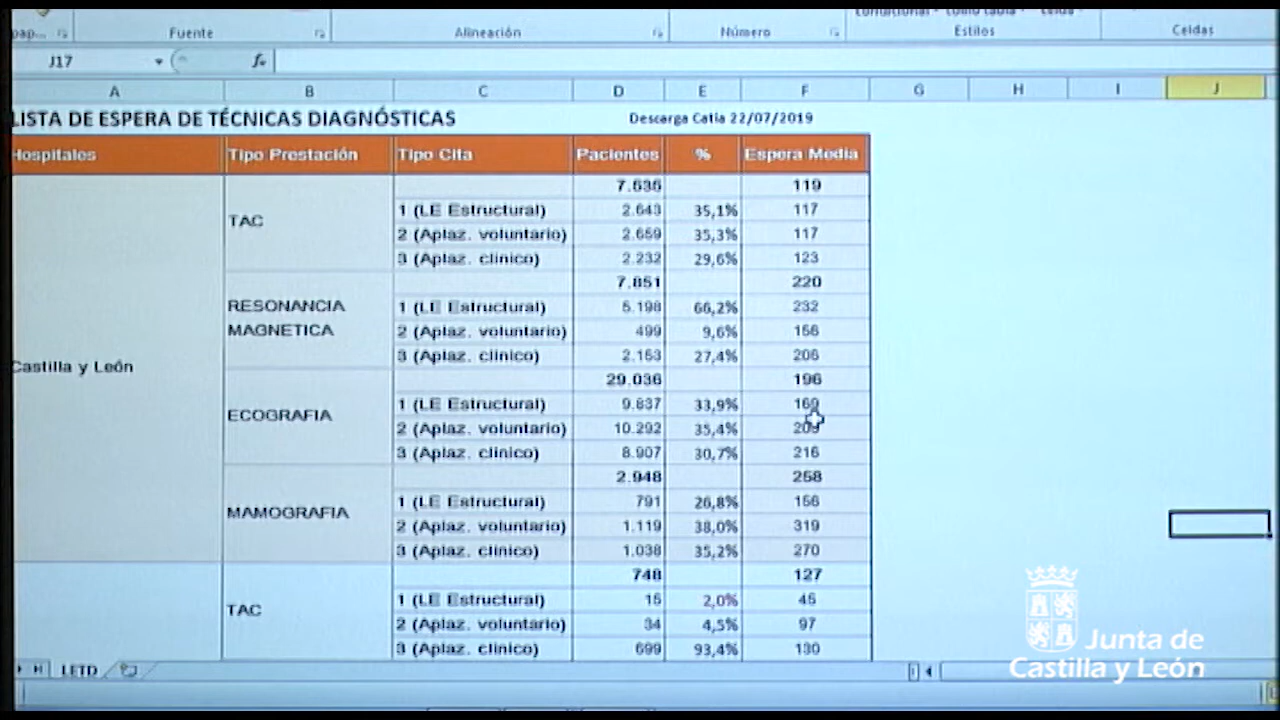 Fuente Alineación Número Estilos Celdas
J17 fx
A B C D E F G H I J
LISTA DE ESPERA DE TÉCNICAS DIAGNÓSTICAS Descarga Catia 22/07/2019
Hospitales Tipo Prestación Tipo Cita Pacientes % Espera Media
7.636 119
TAC
1 (LE Estructural) 2.643 35,1% 117
2 (Aplaz. voluntario) 2.659 35,3% 117
3 (Aplaz. clínico) 2.232 29,6% 123
7.851 220
RESONANCIA
MAGNETICA
1 (LE Estructural) 5.198 66,2% 232
2 (Aplaz. voluntario) 499 9,6% 156
3 (Aplaz. clínico) 2.153 27,4% 206
Castilla y León
29.036 196
ECOGRAFIA
1 (LE Estructural) 9.837 33,9% 169
2 (Aplaz. voluntario) 10.292 35,4% 209
3 (Aplaz. clínico) 8.907 30,7% 216
2.948 258
MAMOGRAFIA
1 (LE Estructural) 791 26,8% 156
2 (Aplaz. voluntario) 1.119 38,0% 319
3 (Aplaz. clínico) 1.038 35,2% 270
748 127
TAC
1 (LE Estructural) 15 2,0% 45
2 (Aplaz. voluntario) 34 4,5% 97
3 (Aplaz. clínico) 699 93,4% 130
LETD
Junta de
Castilla y León